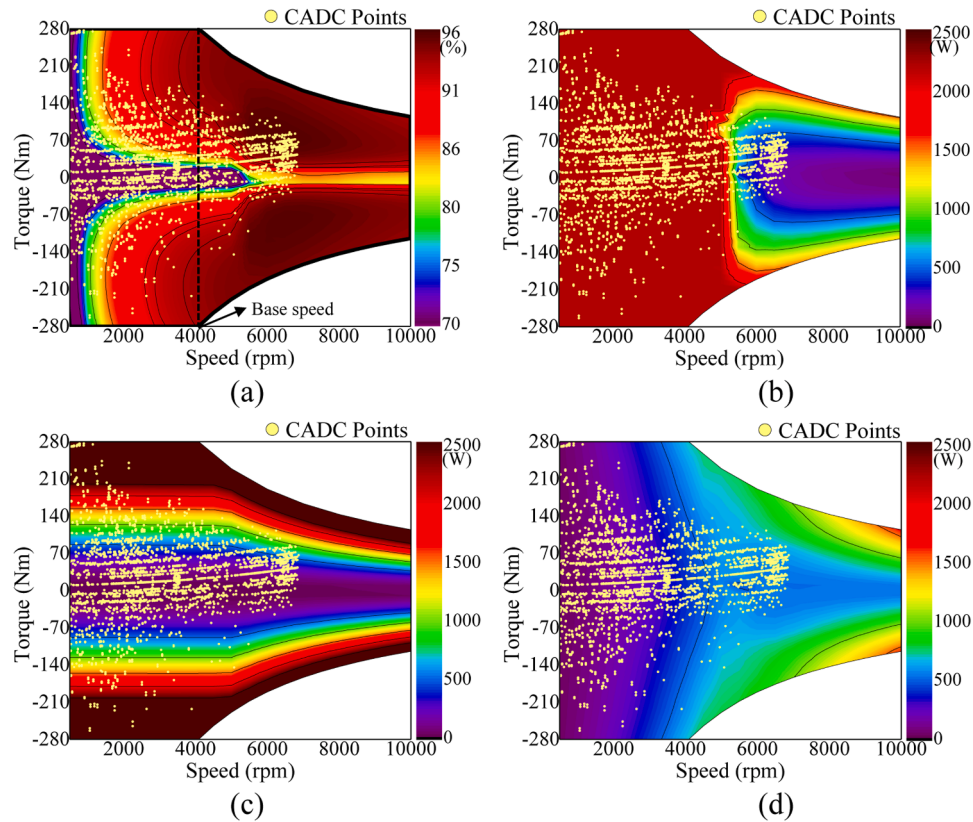 CADC Points
280
210
140
70
0
-70
-140
-210
-280
Torque (Nm)
2000 4000 6000 8000 10000
Speed (rpm)
Base speed
96
(%)
91
86
80
75
70
(a)
CADC Points
280
210
140
70
0
-70
-140
-210
-280
Torque (Nm)
2000 4000 6000 8000 10000
Speed (rpm)
2500
(W)
2000
1500
1000
500
0
(b)
CADC Points
280
210
140
70
0
-70
-140
-210
-280
Torque (Nm)
2000 4000 6000 8000 10000
Speed (rpm)
2500
(W)
2000
1500
1000
500
0
(c)
CADC Points
280
210
140
70
0
-70
-140
-210
-280
Torque (Nm)
2000 4000 6000 8000 10000
Speed (rpm)
2500
(W)
2000
1500
1000
500
0
(d)